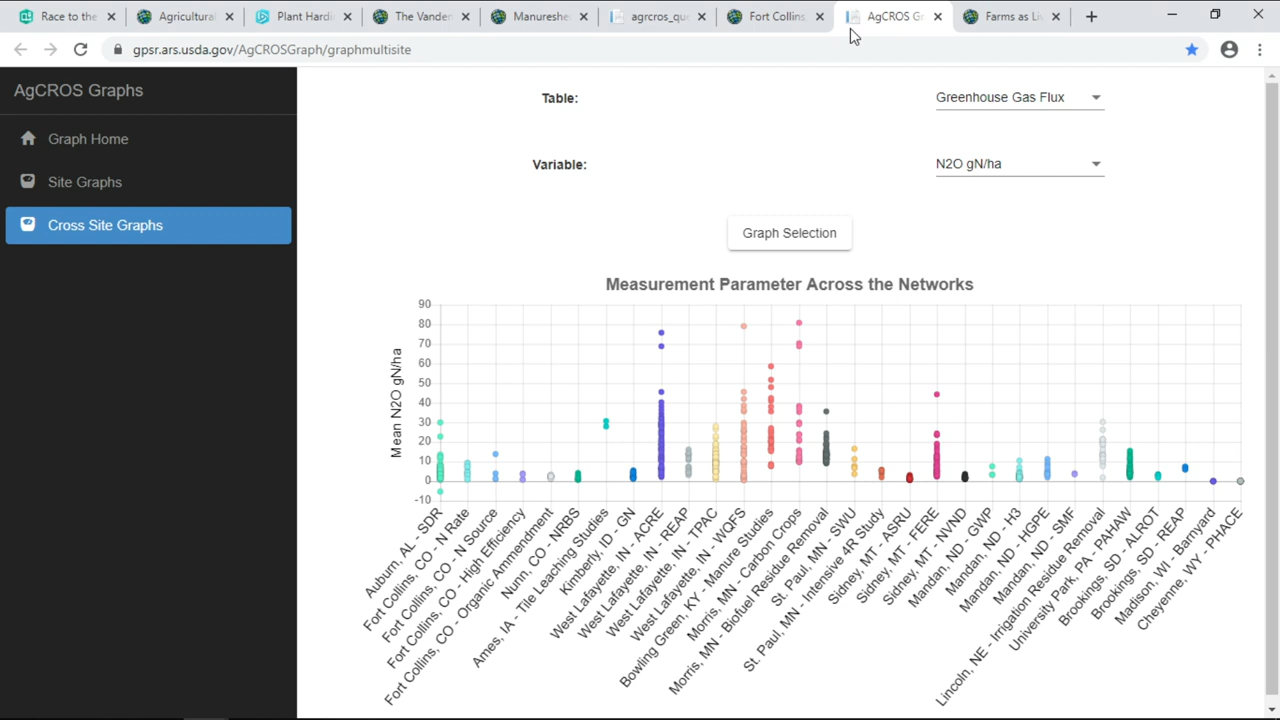 Race to the
Agricultural
Plant Hardi
The Vander
Manureshe
agrcros_qu
Fort Collins,
AgCROS Gr
Farms as Li
gpsr.ars.usda.gov/AgCROSGraph/graphmultisite
AgCROS Graphs
Graph Home
Site Graphs
Cross Site Graphs
Table:
Greenhouse Gas Flux
Variable:
N2O gN/ha
Graph Selection
Measurement Parameter Across the Networks
Mean N2O gN/ha
90
80
70
60
50
40
30
20
10
0
-10
Auburn, AL - SDR
Fort Collins, CO - N Rate
Fort Collins, CO - N Source
Fort Collins, CO - High Efficiency
Fort Collins, CO - Organic Amendment
Nunn, CO - NRBS
Ames, IA - Tile Leaching Studies
Kimberly, ID - GN
West Lafayette, IN - ACRE
West Lafayette, IN - REAP
West Lafayette, IN - TPAC
West Lafayette, IN - WQFS
Bowling Green, KY - Manure Studies
Morris, MN - Carbon Crops
Morris, MN - Biofuel Residue Removal
St. Paul, MN - SWU
St. Paul, MN - Intensive 4R Study
Sidney, MT - ASRU
Sidney, MT - FERE
Sidney, MT - NVND
Mandan, ND - GWP
Mandan, ND - H3
Mandan, ND - HGPE
Mandan, ND - SMF
Lincoln, NE - Irrigation Residue Removal
University Park, PA - PAHAW
Brookings, SD - ALROT
Brookings, SD - REAP
Madison, WI - Barnyard
Cheyenne, WY - PHACE